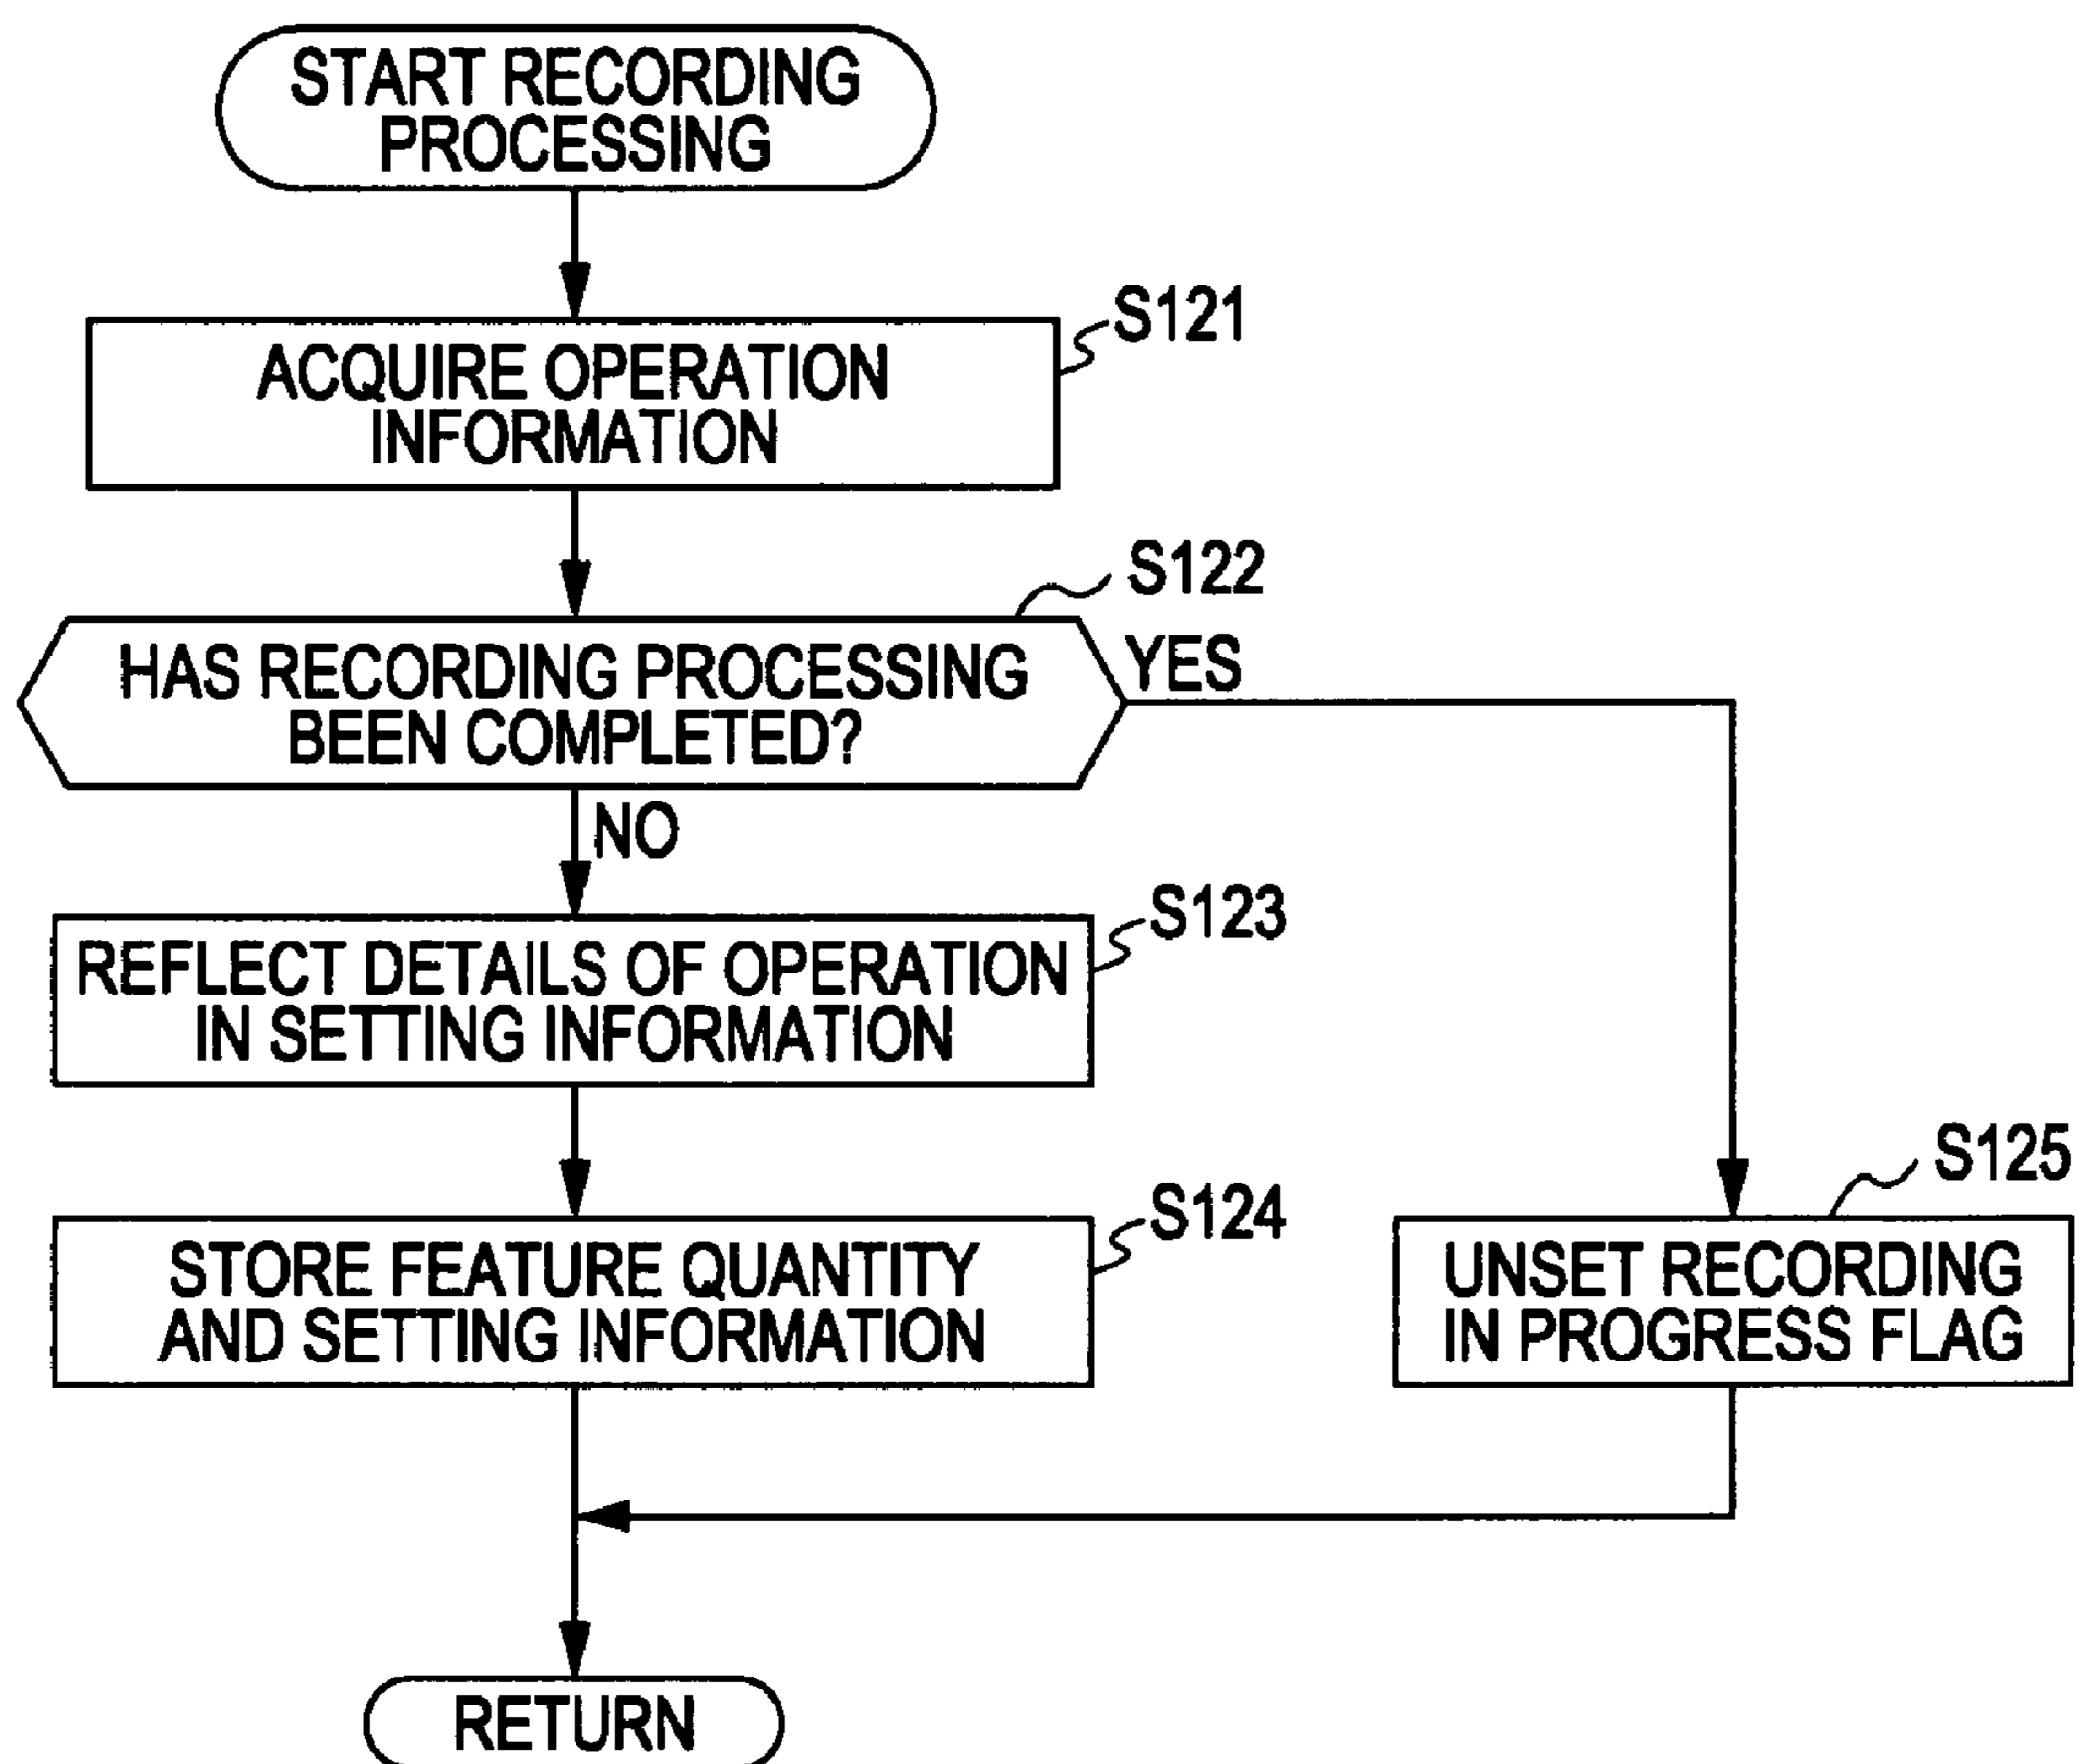 START RECORDING
PROCESSING
S121
ACQUIRE OPERATION
INFORMATION
S122
HAS RECORDING PROCESSING
BEEN COMPLETED?
YES
NO
S123
REFLECT DETAILS OF OPERATION
IN SETTING INFORMATION
S124
STORE FEATURE QUANTITY
AND SETTING INFORMATION
S125
UNSET RECORDING
IN PROGRESS FLAG
RETURN